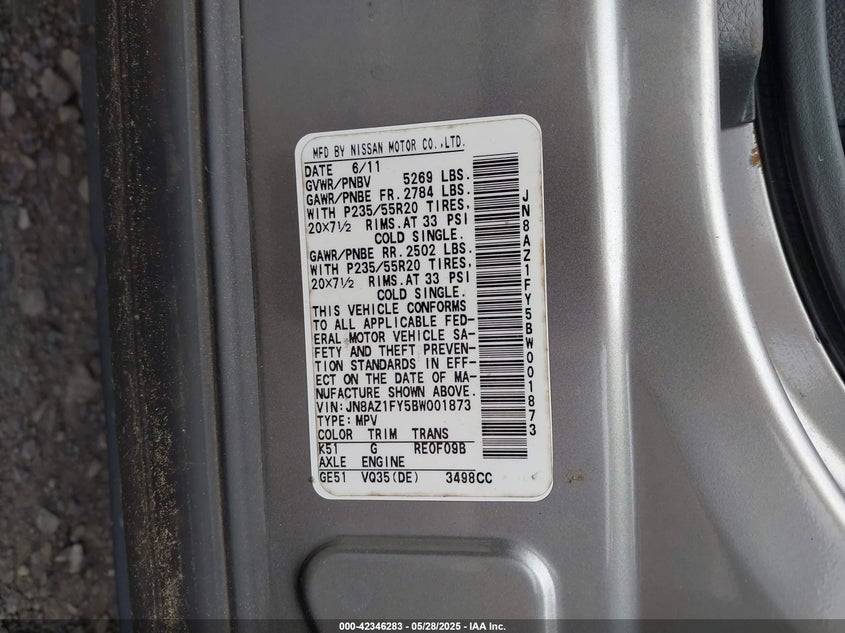 MFD BY NISSAN MOTOR CO.,LTD.
DATE 6/11
GVWR/PNBV 5269 LBS.
GAWR/PNBE FR. 2784 LBS.
WITH P235/55R20 TIRES,
20X7½ RIMS.AT 33 PSI
COLD SINGLE.
GAWR/PNBE RR. 2502 LBS.
WITH P235/55R20 TIRES,
20X7½ RIMS.AT 33 PSI
COLD SINGLE.
THIS VEHICLE CONFORMS
TO ALL APPLICABLE FED-
ERAL MOTOR VEHICLE SA-
FETY AND THEFT PREVEN-
TION STANDARDS IN EFF-
ECT ON THE DATE OF MA-
NUFACTURE SHOWN ABOVE.
VIN:JN8AZ1FY5BW001873
TYPE: MPV
COLOR TRIM TRANS
K51 G RE0F09B
AXLE ENGINE
GE51 VQ35(DE) 3498CC
JN8AZ1FY5BW001873
000-42346283 — 05/28/2025 — IAA Inc.